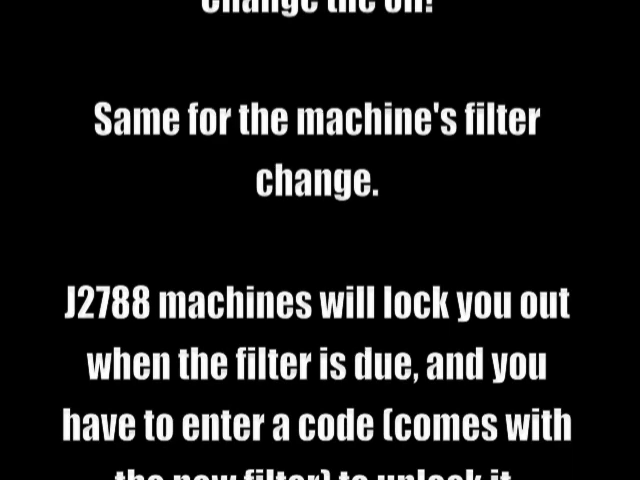 change the oil!
Same for the machine's filter
change.
J2788 machines will lock you out
when the filter is due, and you
have to enter a code (comes with
the new filter) to unlock it.